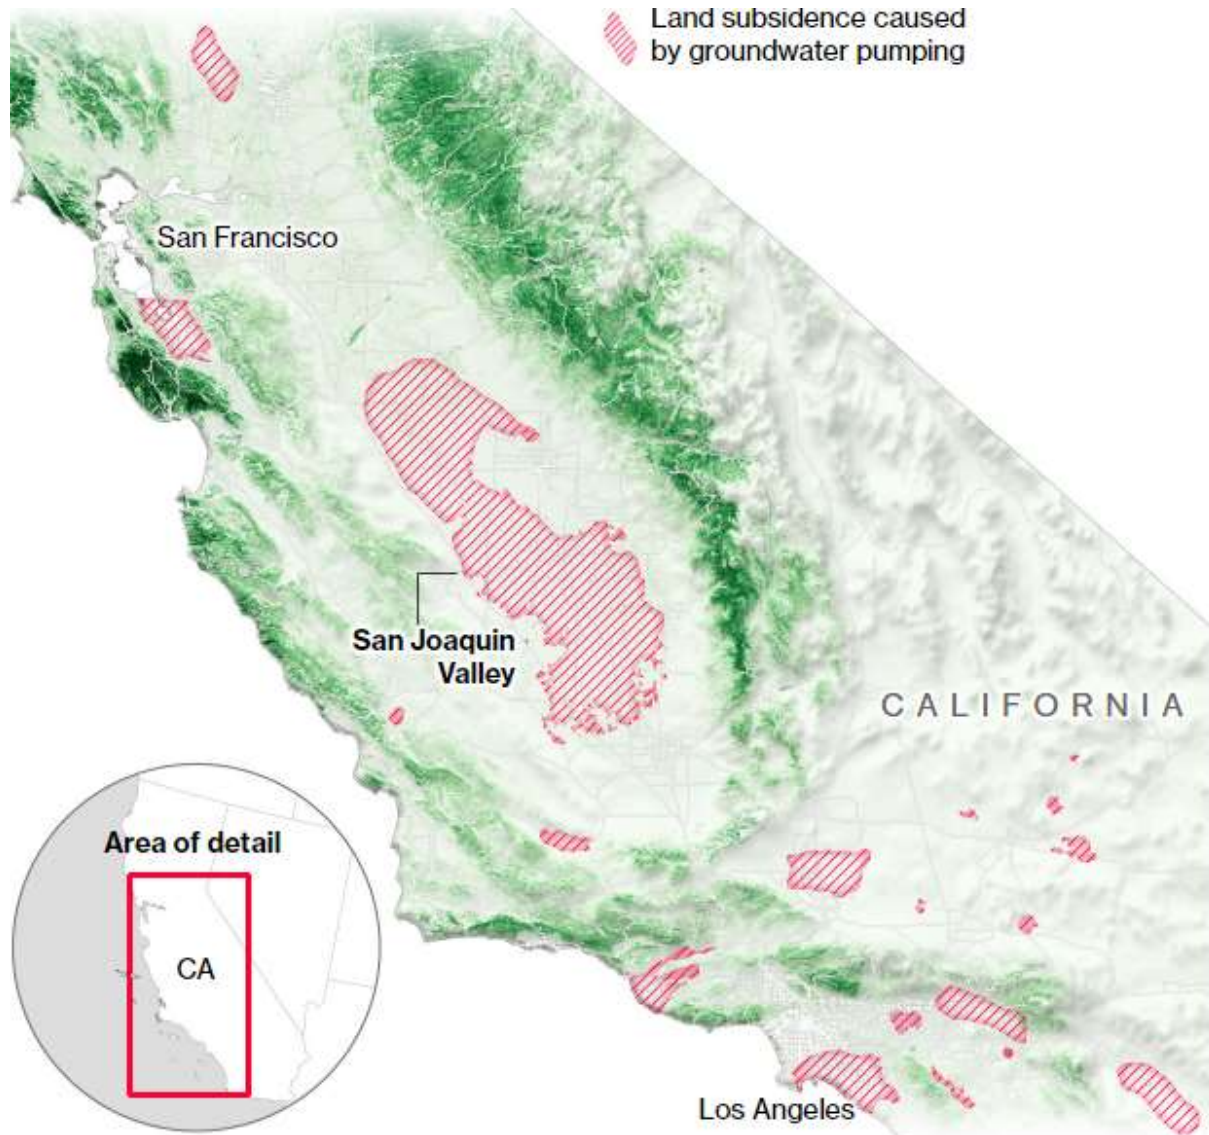 Land subsidence caused
by groundwater pumping
San Francisco
San Joaquin
Valley
CALIFORNIA
Area of detail
CA
Los Angeles